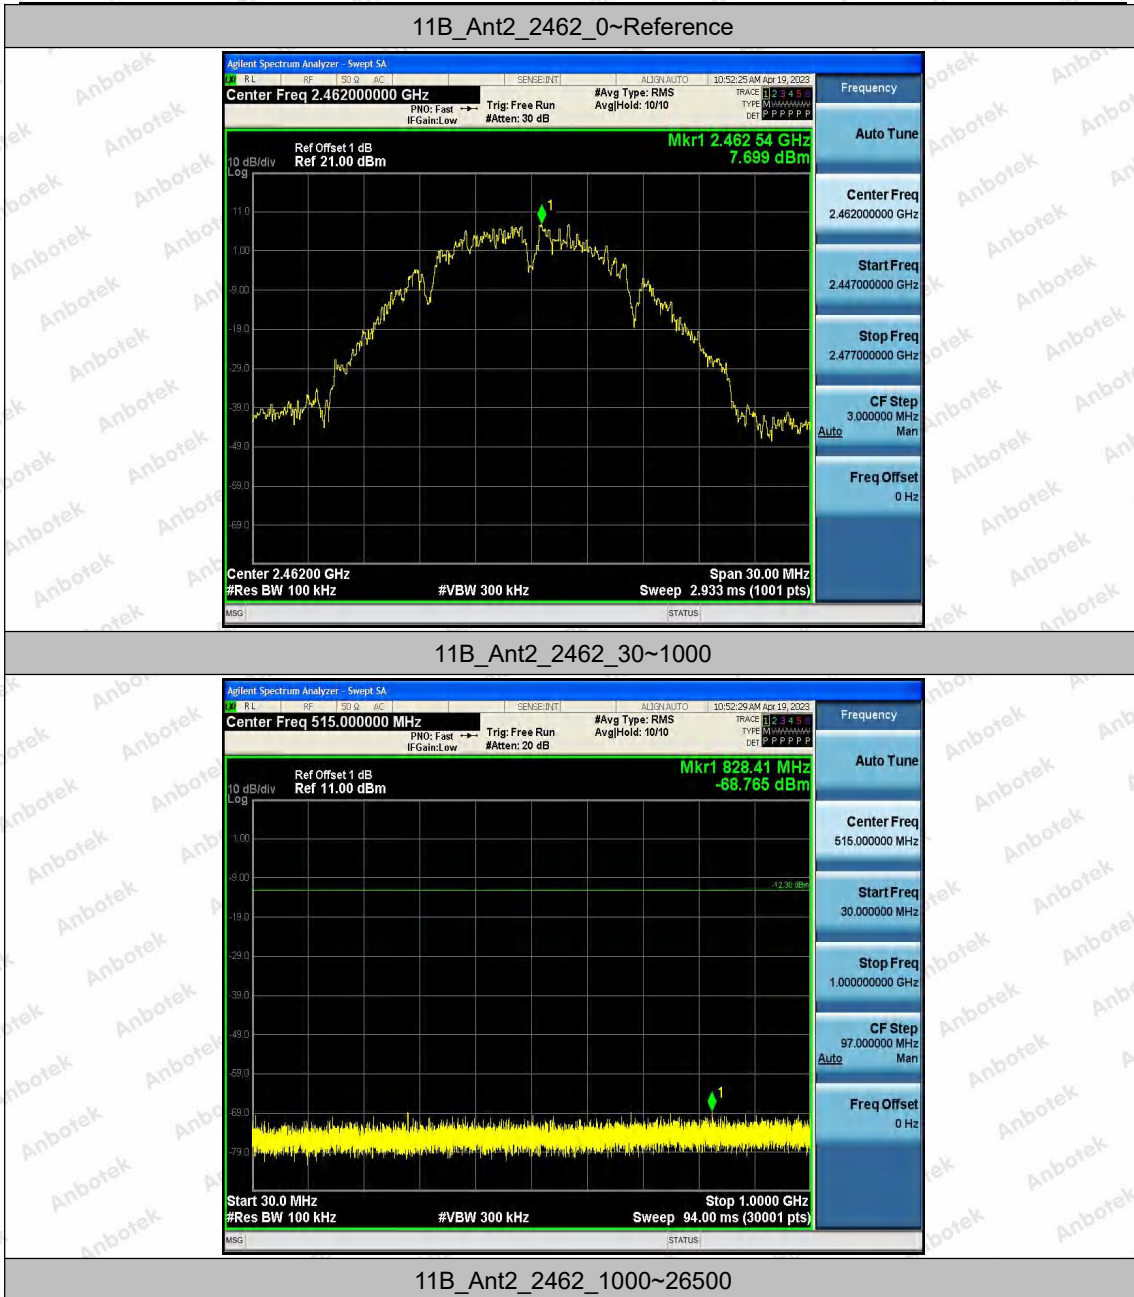 11B_Ant2_2462_0~Reference
Agilent Spectrum Analyzer - Swept SA
RL RF 50 Ω AC SENSE:INT ALIGN AUTO 10:52:25 AM Apr 19, 2023
Center Freq 2.462000000 GHz #Avg Type: RMS TRACE 1 2 3 4 5 6
PNO: Fast Trig: Free Run Avg|Hold: 10/10 TYPE M
IFGain:Low #Atten: 30 dB DET P P P P P P
Mkr1 2.462 54 GHz
7.699 dBm
Ref Offset 1 dB
10 dB/div Ref 21.00 dBm
Log
11.0
1.00
-9.00
-19.0
-29.0
-39.0
-49.0
-59.0
-69.0
1
Center 2.46200 GHz Span 30.00 MHz
#Res BW 100 kHz #VBW 300 kHz Sweep 2.933 ms (1001 pts)
MSG STATUS
Frequency
Auto Tune
Center Freq
2.462000000 GHz
Start Freq
2.447000000 GHz
Stop Freq
2.477000000 GHz
CF Step
3.000000 MHz
Auto Man
Freq Offset
0 Hz
11B_Ant2_2462_30~1000
Agilent Spectrum Analyzer - Swept SA
RL RF 50 Ω AC SENSE:INT ALIGN AUTO 10:52:29 AM Apr 19, 2023
Center Freq 515.000000 MHz #Avg Type: RMS TRACE 1 2 3 4 5 6
PNO: Fast Trig: Free Run Avg|Hold: 10/10 TYPE M
IFGain:Low #Atten: 20 dB DET P P P P P P
Mkr1 828.41 MHz
-68.765 dBm
Ref Offset 1 dB
10 dB/div Ref 11.00 dBm
Log
1.00
-9.00
-19.0
-29.0
-39.0
-49.0
-59.0
-69.0
-79.0
-12.30 dBm
1
Start 30.0 MHz Stop 1.0000 GHz
#Res BW 100 kHz #VBW 300 kHz Sweep 94.00 ms (30001 pts)
MSG STATUS
Frequency
Auto Tune
Center Freq
515.000000 MHz
Start Freq
30.000000 MHz
Stop Freq
1.000000000 GHz
CF Step
97.000000 MHz
Auto Man
Freq Offset
0 Hz
11B_Ant2_2462_1000~26500